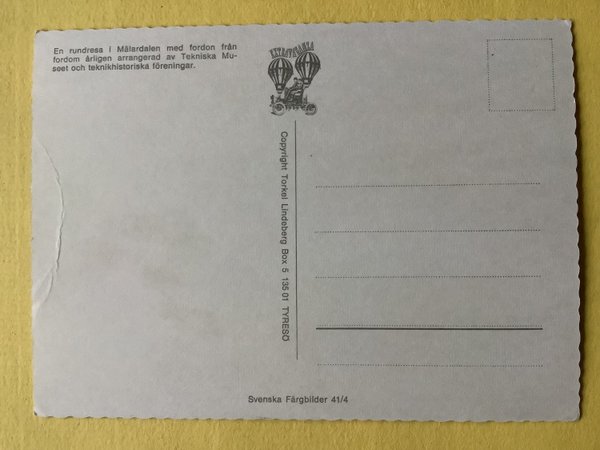 En rundresa i Mälardalen med fordon från
fordom årligen arrangerad av Tekniska Mu-
seet och teknikhistoriska föreningar.
Copyright Torkel Lindeberg Box 5 135 01 TYRESÖ
Svenska Färgbilder 41/4